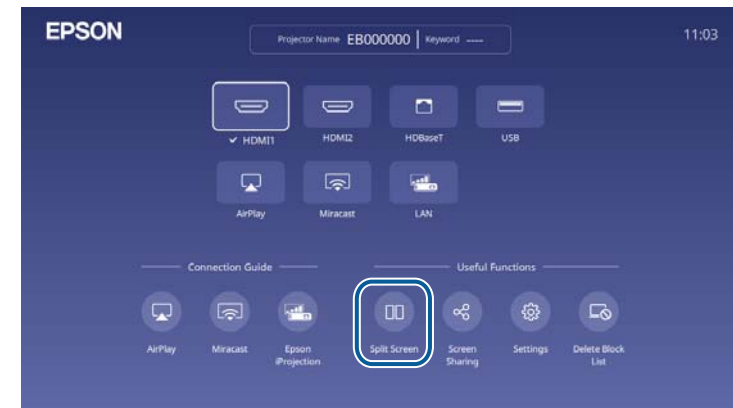 EPSON
Projector Name EB000000 | Keyword ----
11:03
HDMI1
HDMI2
HDBaseT
USB
AirPlay
Miracast
LAN
Connection Guide
Useful Functions
AirPlay
Miracast
Epson
iProjection
Split Screen
Screen
Sharing
Settings
Delete Block
List